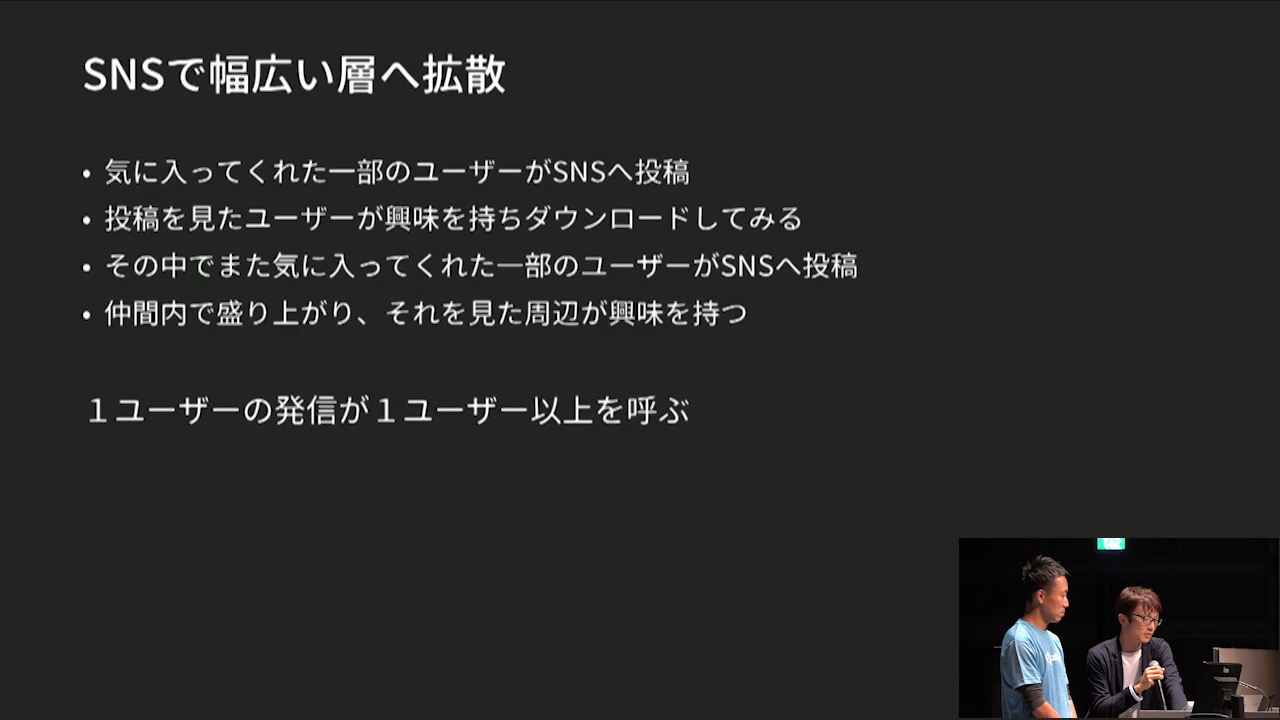 SNSで幅広い層へ拡散
• 気に入ってくれた一部のユーザーがSNSへ投稿
• 投稿を見たユーザーが興味を持ちダウンロードしてみる
• その中でまた気に入ってくれた一部のユーザーがSNSへ投稿
• 仲間内で盛り上がり、それを見た周辺が興味を持つ
１ユーザーの発信が１ユーザー以上を呼ぶ